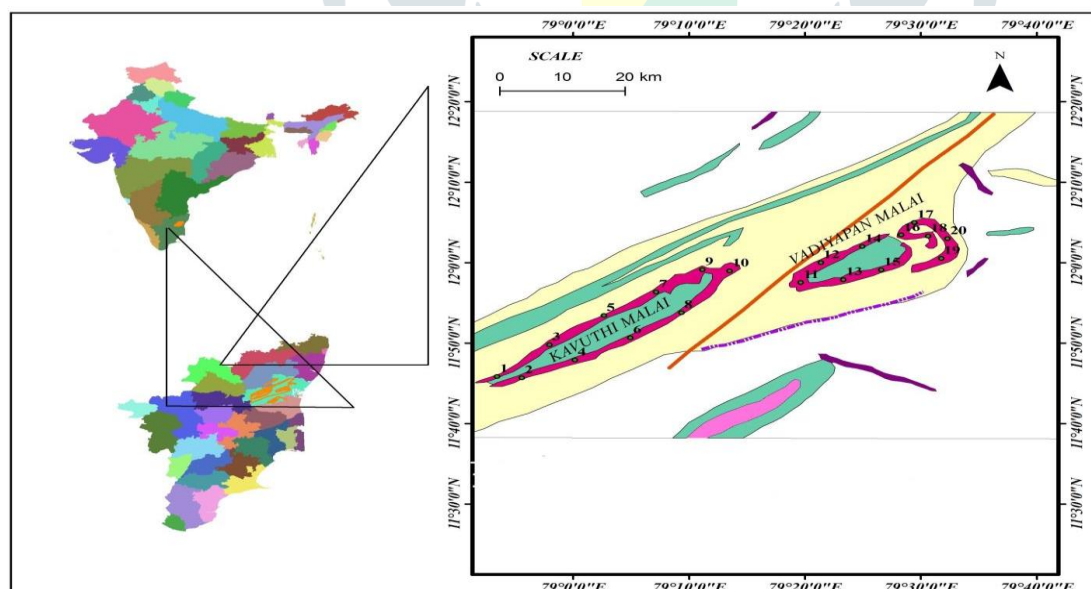 79°0'0"E 79°10'0"E 79°20'0"E 79°30'0"E 79°40'0"E
SCALE
0 10 20 km
N
12°20'0"N 12°20'0"N
12°10'0"N 12°10'0"N
12°0'0"N 12°0'0"N
11°50'0"N 11°50'0"N
11°40'0"N 11°40'0"N
11°30'0"N 11°30'0"N
VADIYAPAN MALAI
KAVUTHI MALAI
1 2 3 4 5 6 7 8 9 10
11 12 13 14 15 16 17 18 19 20
79°0'0"E 79°10'0"E 79°20'0"E 79°30'0"E 79°40'0"E